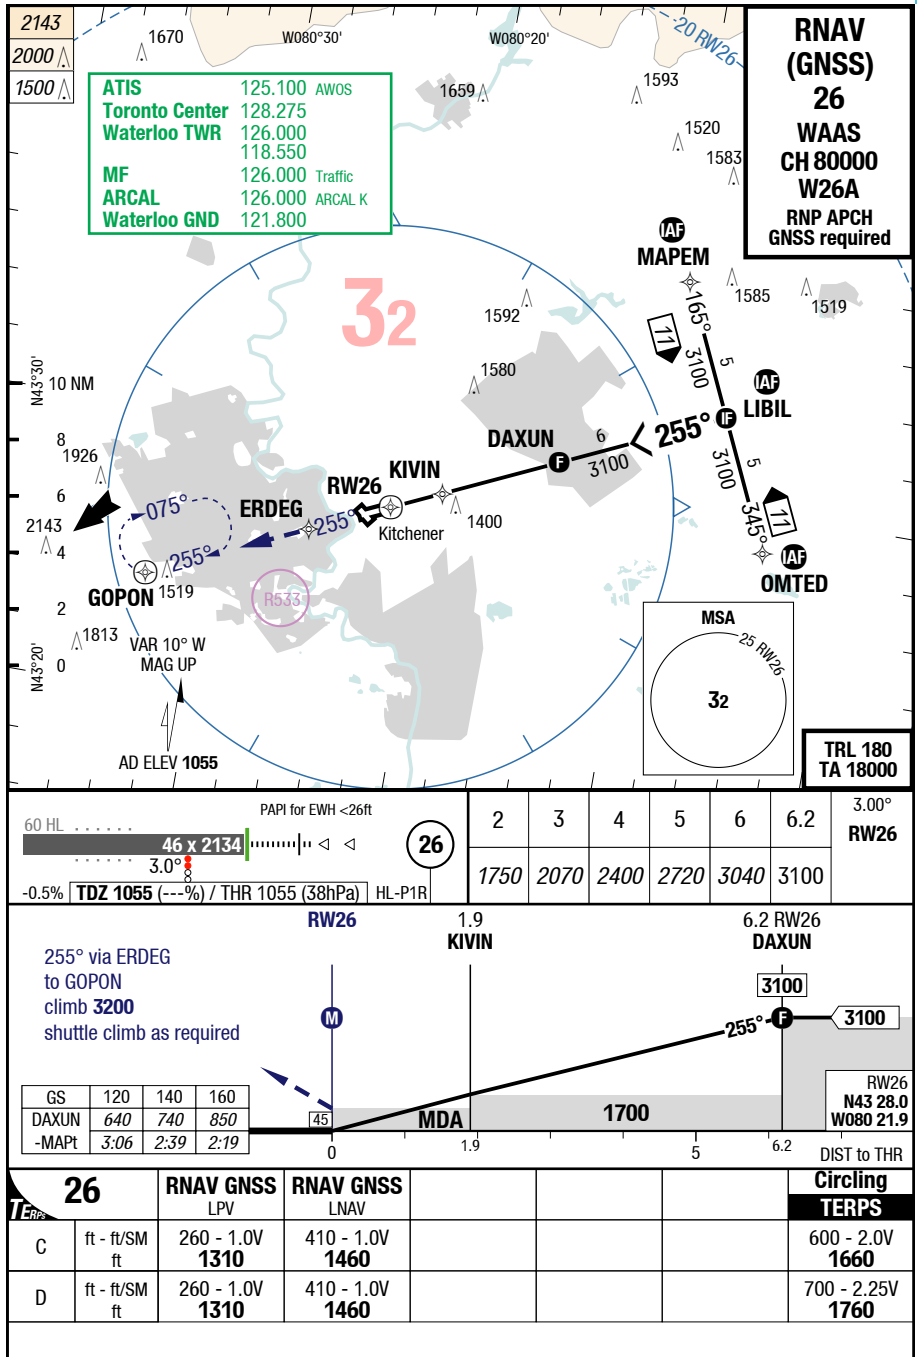 2143
2000
1500
1670
W080°30'
W080°20'
20 RW26
RNAV
(GNSS)
26
WAAS
CH 80000
W26A
RNP APCH
GNSS required
ATIS 125.100 AWOS
Toronto Center 128.275
Waterloo TWR 126.000
118.550
MF 126.000 Traffic
ARCAL 126.000 ARCAL K
Waterloo GND 121.800
1659
1593
1520
1583
IAF
MAPEM
1585
1519
165°
11
3100
5
32
1592
1580
N43°30'
10 NM
8
6
4
2
0
N43°20'
IAF
LIBIL
IF
255°
DAXUN
F
6
3100
3100
5
345°
11
IAF
OMTED
1926
2143
075°
255°
ERDEG
RW26
KIVIN
255°
Kitchener
1400
GOPON
1519
R533
1813
VAR 10° W
MAG UP
AD ELEV 1055
MSA
25 RW26
32
TRL 180
TA 18000
60 HL
PAPI for EWH <26ft
46 x 2134
3.0°
-0.5%
TDZ 1055 (---%) / THR 1055 (38hPa)
HL-P1R
26
2 3 4 5 6 6.2 3.00°
RW26
1750 2070 2400 2720 3040 3100
RW26
1.9
KIVIN
6.2 RW26
DAXUN
255° via ERDEG
to GOPON
climb 3200
shuttle climb as required
M
3100
255°
F
3100
GS 120 140 160
DAXUN 640 740 850
-MAPt 3:06 2:39 2:19
45
MDA
1700
RW26
N43 28.0
W080 21.9
0
1.9
5
6.2
DIST to THR
TERPS
26
RNAV GNSS
LPV
RNAV GNSS
LNAV
Circling
TERPS
C
ft - ft/SM
ft
260 - 1.0V
1310
410 - 1.0V
1460
600 - 2.0V
1660
D
ft - ft/SM
ft
260 - 1.0V
1310
410 - 1.0V
1460
700 - 2.25V
1760